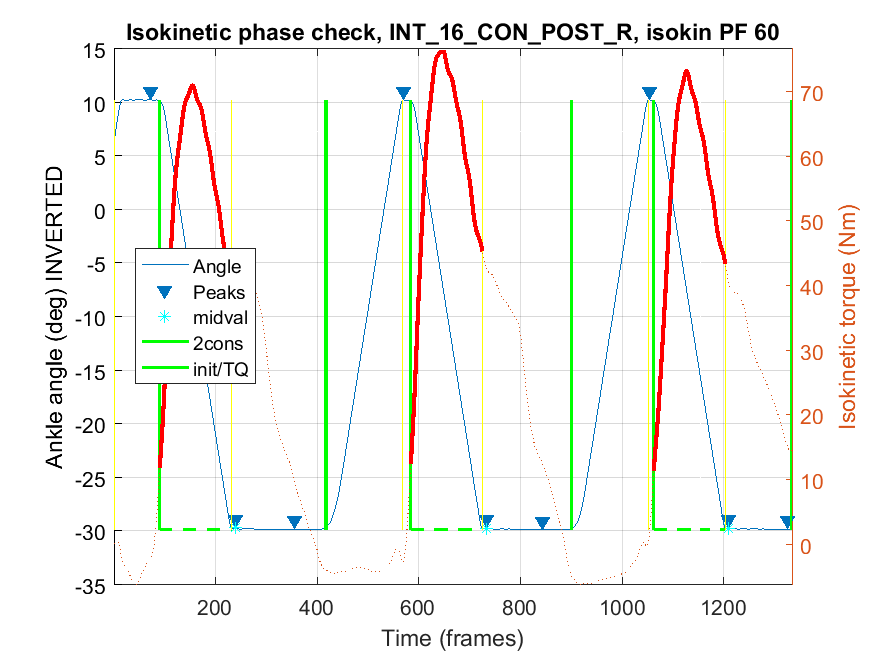 Isokinetic phase check, INT_16_CON_POST_R, isokin PF 60
15
10
5
0
-5
-10
-15
-20
-25
-30
-35
Ankle angle (deg) INVERTED
Angle
Peaks
midval
2cons
init/TQ
70
60
50
40
30
20
10
0
Isokinetic torque (Nm)
200
400
600
800
1000
1200
Time (frames)